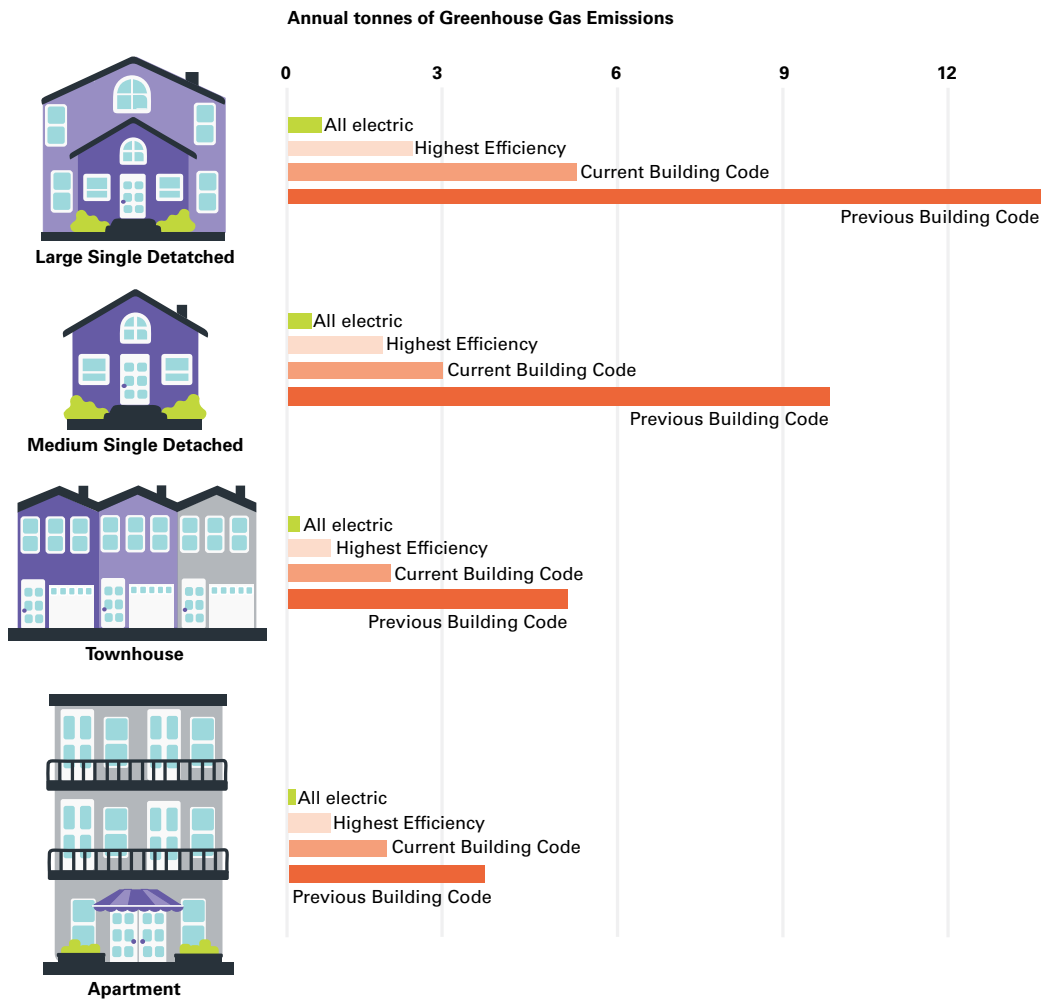 Annual tonnes of Greenhouse Gas Emissions
0 3 6 9 12
All electric
Highest Efficiency
Current Building Code
Previous Building Code
Large Single Detatched
All electric
Highest Efficiency
Current Building Code
Previous Building Code
Medium Single Detached
All electric
Highest Efficiency
Current Building Code
Previous Building Code
Townhouse
All electric
Highest Efficiency
Current Building Code
Previous Building Code
Apartment